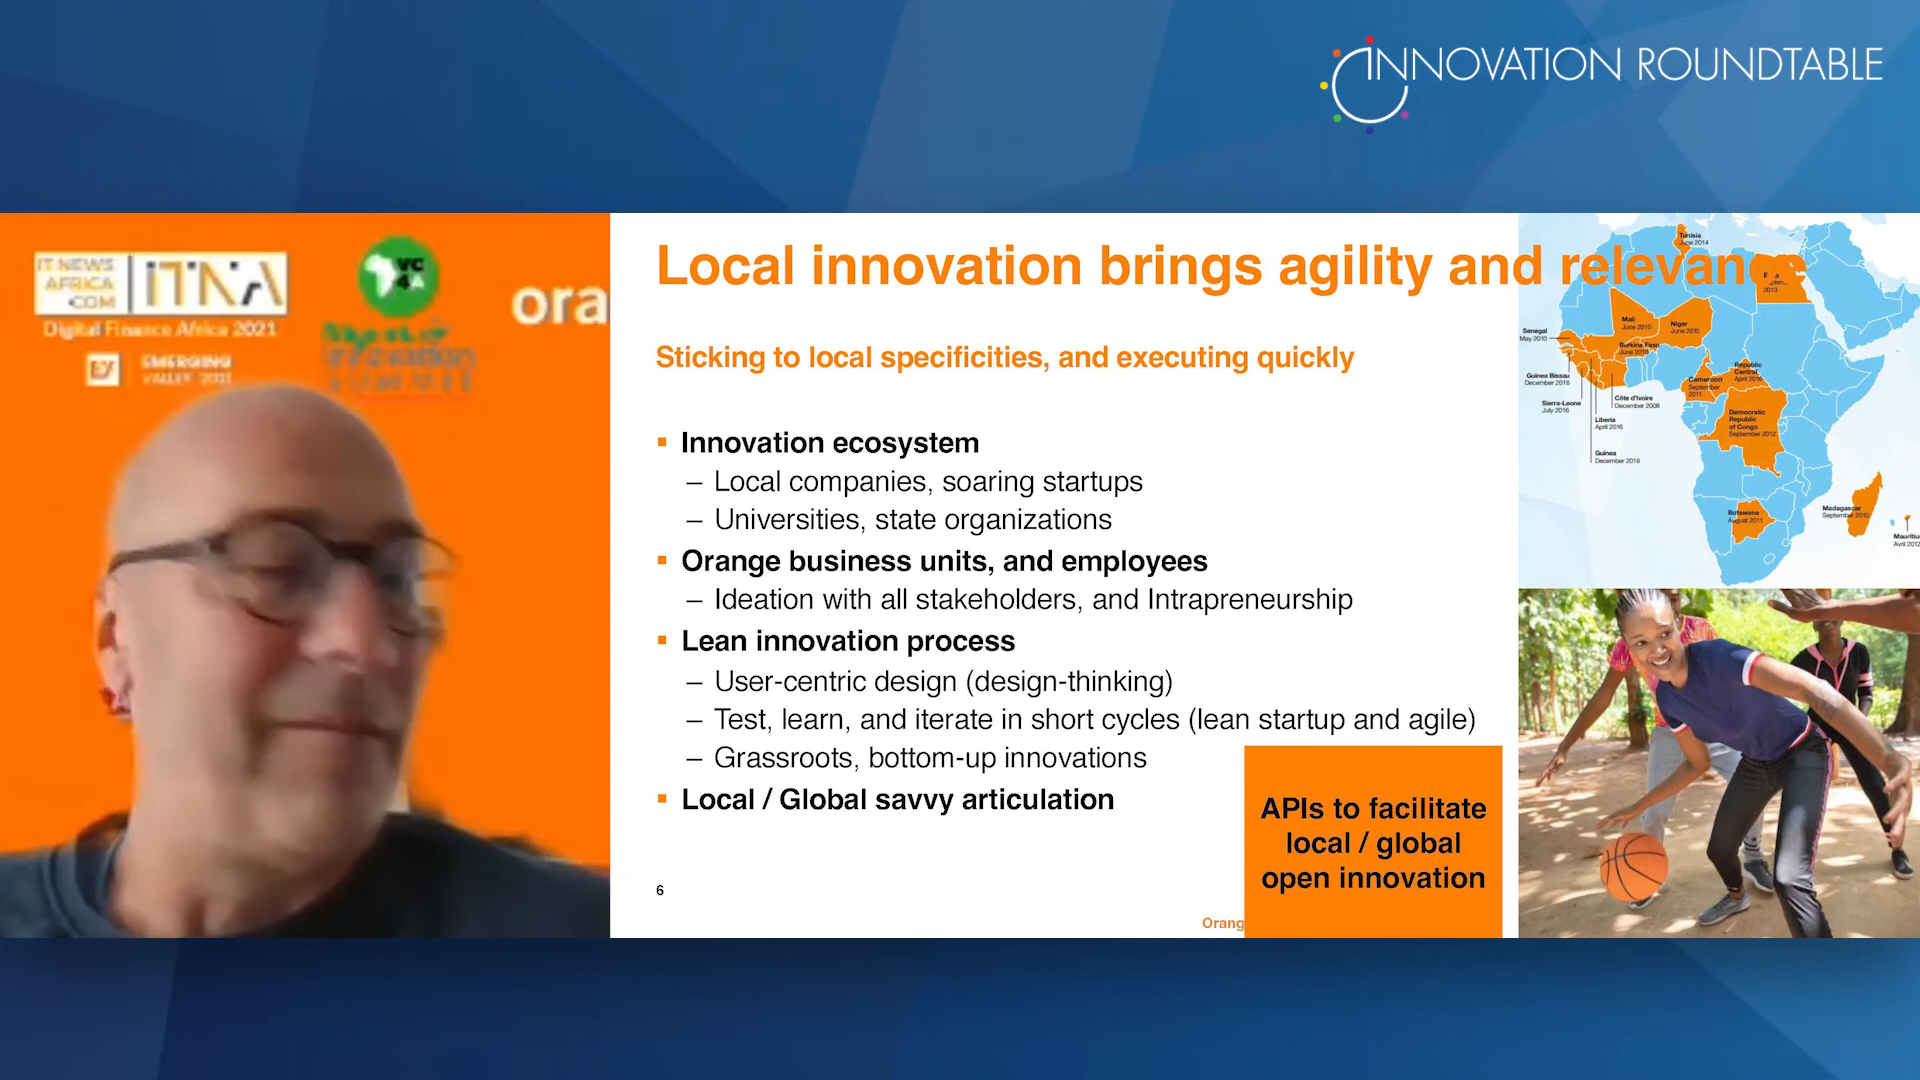 INNOVATION ROUNDTABLE
IT NEWS
AFRICA
.COM
ITNA
Digital Finance Africa 2021
EY
EMERGING
VALLEY 2021
VC
4A
ora
Local innovation brings agility and relevance
Sticking to local specificities, and executing quickly
Innovation ecosystem
– Local companies, soaring startups
– Universities, state organizations
Orange business units, and employees
– Ideation with all stakeholders, and Intrapreneurship
Lean innovation process
– User-centric design (design-thinking)
– Test, learn, and iterate in short cycles (lean startup and agile)
– Grassroots, bottom-up innovations
Local / Global savvy articulation
APIs to facilitate
local / global
open innovation
6
Orang
Tunisia
June 2014
2013
Mali
June 2010
Niger
June 2010
Senegal
May 2010
Burkina Faso
June 2016
Republic
Central
April 2016
Guinea Bissau
December 2016
Cameroon
September
2011
Sierra-Leone
July 2016
Côte d'Ivoire
December 2008
Liberia
April 2016
Democratic
Republic
of Congo
September 2012
Guinea
December 2016
Botswana
August 2011
Madagascar
September 2010
Mauritiu
Avril 2012